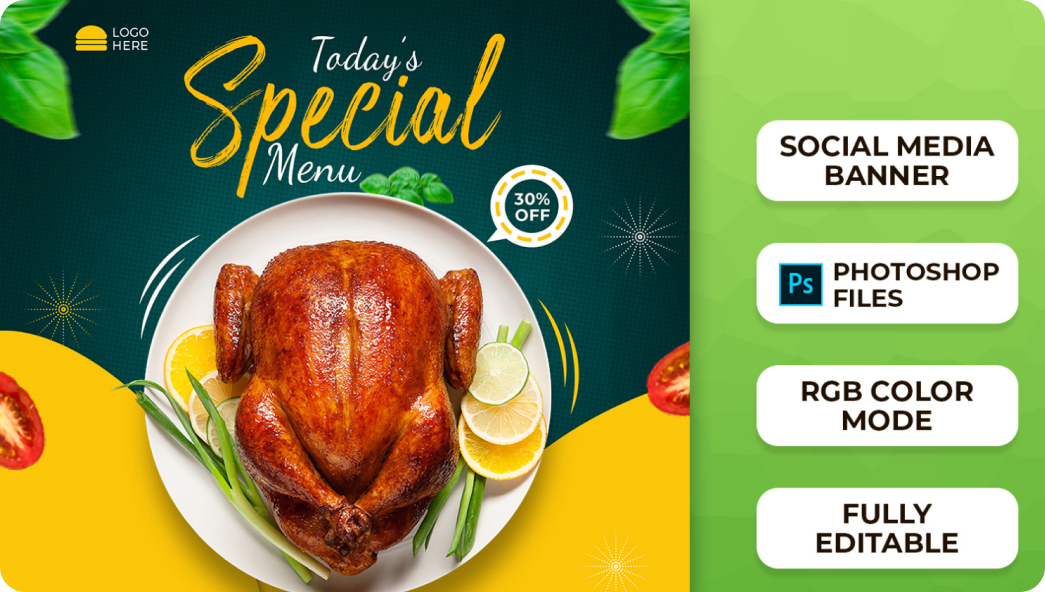 LOGO
HERE
Today's
Special
Menu
30%
OFF
SOCIAL MEDIA
BANNER
Ps PHOTOSHOP
FILES
RGB COLOR
MODE
FULLY
EDITABLE